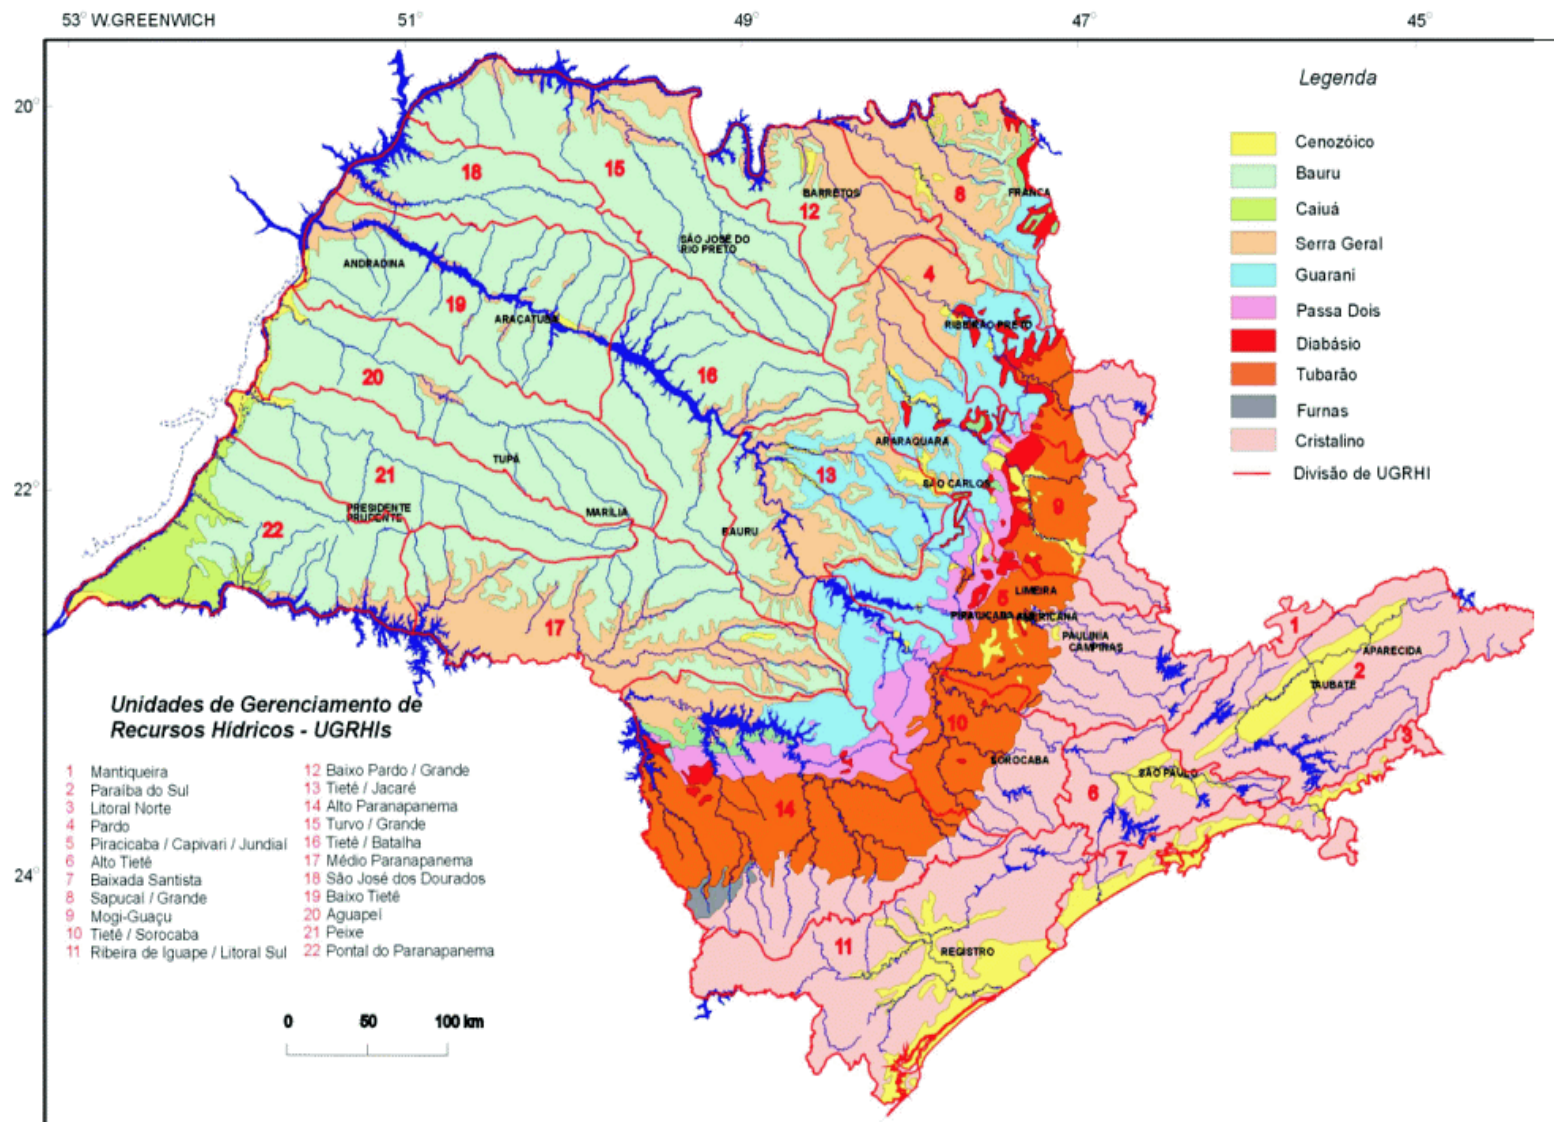 53° W.GREENWICH
51°
49°
47°
45°
20°
22°
24°
Legenda
Cenozóico
Bauru
Caiuá
Serra Geral
Guarani
Passa Dois
Diabásio
Tubarão
Furnas
Cristalino
Divisão de UGRHI
18
15
12
BARRETOS
8
FRANCA
SÃO JOSÉ DO
RIO PRETO
ANDRADINA
4
19
ARAÇATUBA
RIBEIRÃO PRETO
20
16
ARARAQUARA
TUPÃ
21
13
SÃO CARLOS
PRESIDENTE
PRUDENTE
MARÍLIA
9
22
BAURU
LIMEIRA
5
PIRACICABA
AMERICANA
17
PAULINIA
CAMPINAS
1
APARECIDA
2
TAUBATE
10
3
SOROCABA
SÃO PAULO
6
14
7
11
REGISTRO
Unidades de Gerenciamento de
Recursos Hídricos - UGRHIs
1 Mantiqueira
2 Paraíba do Sul
3 Litoral Norte
4 Pardo
5 Piracicaba / Capivari / Jundiaí
6 Alto Tietê
7 Baixada Santista
8 Sapucaí / Grande
9 Mogi-Guaçu
10 Tietê / Sorocaba
11 Ribeira de Iguape / Litoral Sul
12 Baixo Pardo / Grande
13 Tietê / Jacaré
14 Alto Paranapanema
15 Turvo / Grande
16 Tietê / Batalha
17 Médio Paranapanema
18 São José dos Dourados
19 Baixo Tietê
20 Aguapeí
21 Peixe
22 Pontal do Paranapanema
0 50 100 km